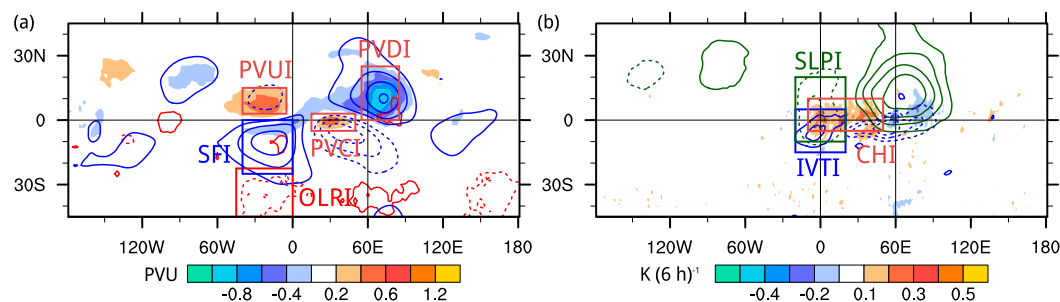 (a)
30N
0
30S
PVUI
PVDI
PVCI
SFI
OLRI
120W 60W 0 60E 120E 180
PVU
-0.8 -0.4 0.2 0.6 1.2
(b)
30N
0
30S
SLPI
CHI
IVTI
120W 60W 0 60E 120E 180
K (6 h)⁻¹
-0.4 -0.2 0.1 0.3 0.5